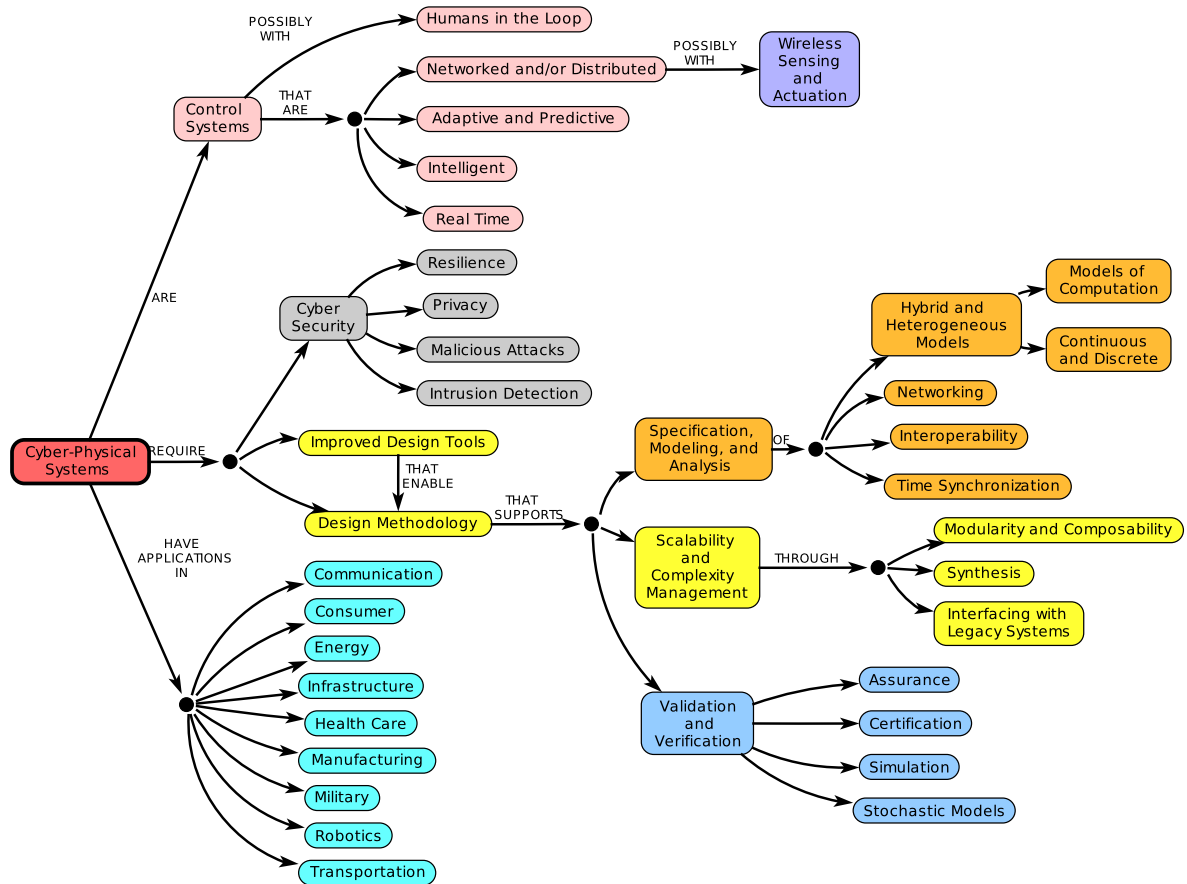 POSSIBLY
WITH
Humans in the Loop
Control
Systems
THAT
ARE
Networked and/or Distributed
POSSIBLY
WITH
Wireless
Sensing
and
Actuation
Adaptive and Predictive
Intelligent
Real Time
ARE
Cyber-Physical
Systems
REQUIRE
Cyber
Security
Resilience
Privacy
Malicious Attacks
Intrusion Detection
Improved Design Tools
THAT
ENABLE
Design Methodology
THAT
SUPPORTS
Specification,
Modeling, and
Analysis
OF
Hybrid and
Heterogeneous
Models
Models of
Computation
Continuous
and Discrete
Networking
Interoperability
Time Synchronization
Scalability
and
Complexity
Management
THROUGH
Modularity and Composability
Synthesis
Interfacing with
Legacy Systems
Validation
and
Verification
Assurance
Certification
Simulation
Stochastic Models
HAVE
APPLICATIONS
IN
Communication
Consumer
Energy
Infrastructure
Health Care
Manufacturing
Military
Robotics
Transportation